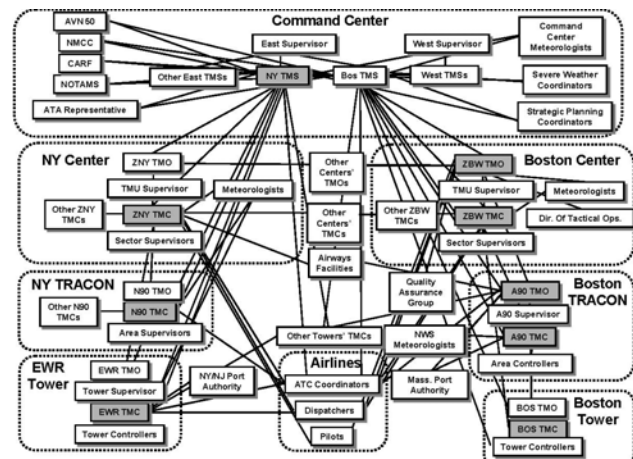 Command Center
AVN 50
NMCC
CARF
NOTAMS
ATA Representative
East Supervisor
Other East TMSs
NY TMS
Bos TMS
West Supervisor
West TMSs
Command
Center
Meteorologists
Severe Weather
Coordinators
Strategic Planning
Coordinators
NY Center
ZNY TMO
TMU Supervisor
Meteorologists
Other ZNY
TMCs
ZNY TMC
Sector Supervisors
Other
Centers'
TMOs
Other
Centers'
TMCs
Airways
Facilities
Boston Center
ZBW TMO
TMU Supervisor
Meteorologists
Other ZBW
TMCs
ZBW TMC
Dir. Of Tactical Ops.
Sector Supervisors
NY TRACON
N90 TMO
Other N90
TMCs
N90 TMC
Area Supervisors
Quality
Assurance
Group
Boston
TRACON
A90 TMO
A90 Supervisor
A90 TMC
Area Controllers
Other Towers' TMCs
NWS
Meteorologists
EWR
Tower
EWR TMO
Tower Supervisor
EWR TMC
Tower Controllers
NY/NJ Port
Authority
Airlines
ATC Coordinators
Dispatchers
Pilots
Mass. Port
Authority
Boston
Tower
BOS TMO
BOS TMC
Tower Controllers